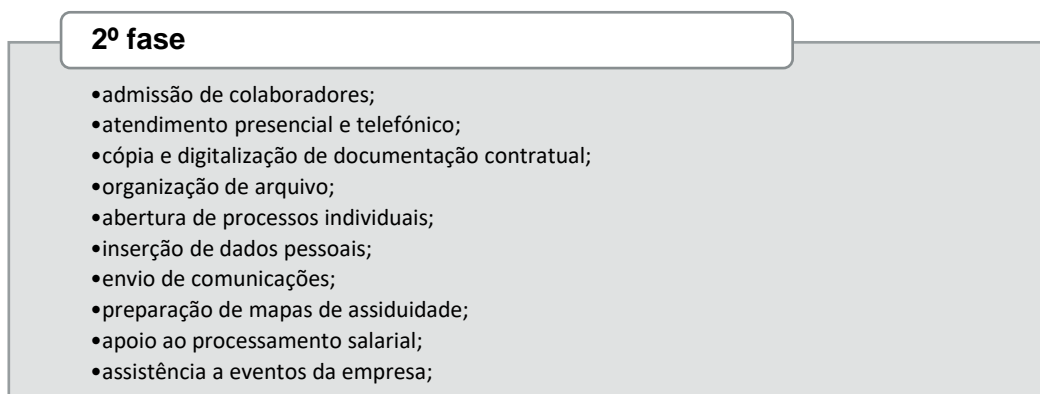 2º fase
•admissão de colaboradores;
•atendimento presencial e telefónico;
•cópia e digitalização de documentação contratual;
•organização de arquivo;
•abertura de processos individuais;
•inserção de dados pessoais;
•envio de comunicações;
•preparação de mapas de assiduidade;
•apoio ao processamento salarial;
•assistência a eventos da empresa;